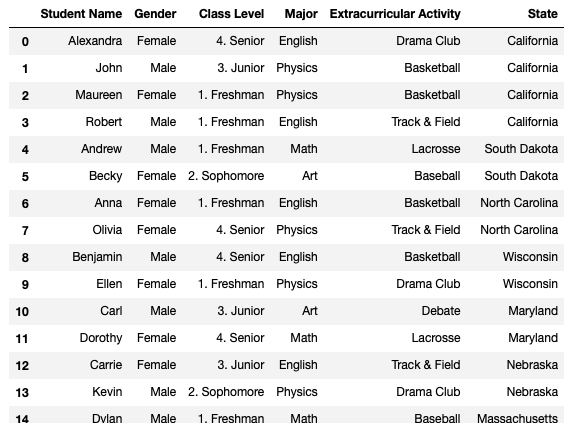 Student Name Gender Class Level Major Extracurricular Activity State
0 Alexandra Female 4. Senior English Drama Club California
1 John Male 3. Junior Physics Basketball California
2 Maureen Female 1. Freshman Physics Basketball California
3 Robert Male 1. Freshman English Track & Field California
4 Andrew Male 1. Freshman Math Lacrosse South Dakota
5 Becky Female 2. Sophomore Art Baseball South Dakota
6 Anna Female 1. Freshman English Basketball North Carolina
7 Olivia Female 4. Senior Physics Track & Field North Carolina
8 Benjamin Male 4. Senior English Basketball Wisconsin
9 Ellen Female 1. Freshman Physics Drama Club Wisconsin
10 Carl Male 3. Junior Art Debate Maryland
11 Dorothy Female 4. Senior Math Lacrosse Maryland
12 Carrie Female 3. Junior English Track & Field Nebraska
13 Kevin Male 2. Sophomore Physics Drama Club Nebraska
14 Dylan Male 1. Freshman Math Baseball Massachusetts